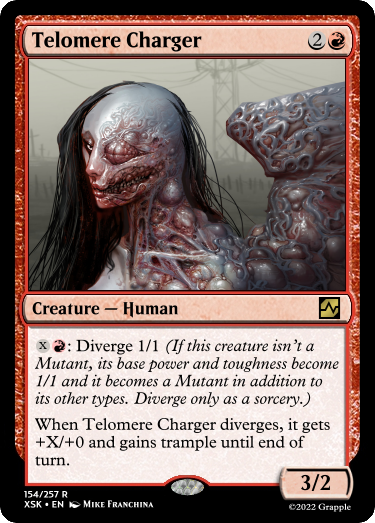 Telomere Charger 2
Creature — Human
X : Diverge 1/1 (If this creature isn't a
Mutant, its base power and toughness become
1/1 and it becomes a Mutant in addition to
its other types. Diverge only as a sorcery.)
When Telomere Charger diverges, it gets
+X/+0 and gains trample until end of
turn.
3/2
154/257 R
XSK • EN Mike Franchina
©2022 Grapple